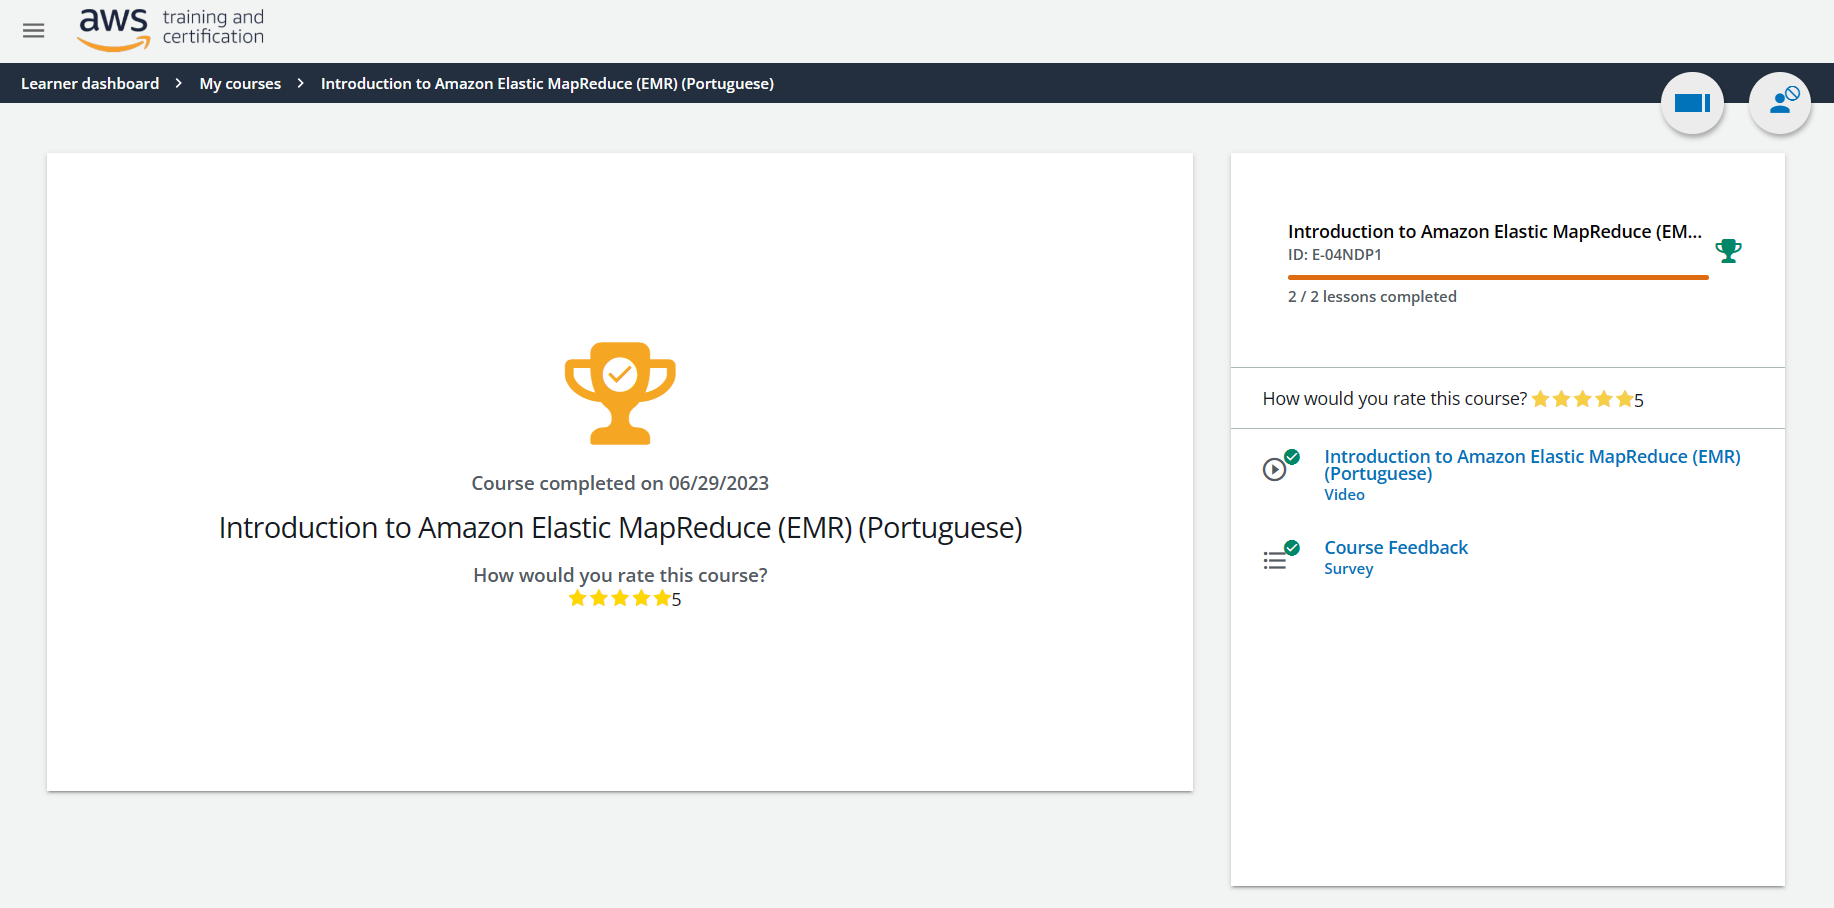 aws training and
certification
Learner dashboard > My courses > Introduction to Amazon Elastic MapReduce (EMR) (Portuguese)
Course completed on 06/29/2023
Introduction to Amazon Elastic MapReduce (EMR) (Portuguese)
How would you rate this course?
5
Introduction to Amazon Elastic MapReduce (EM...
ID: E-04NDP1
2 / 2 lessons completed
How would you rate this course? 5
Introduction to Amazon Elastic MapReduce (EMR)
(Portuguese)
Video
Course Feedback
Survey